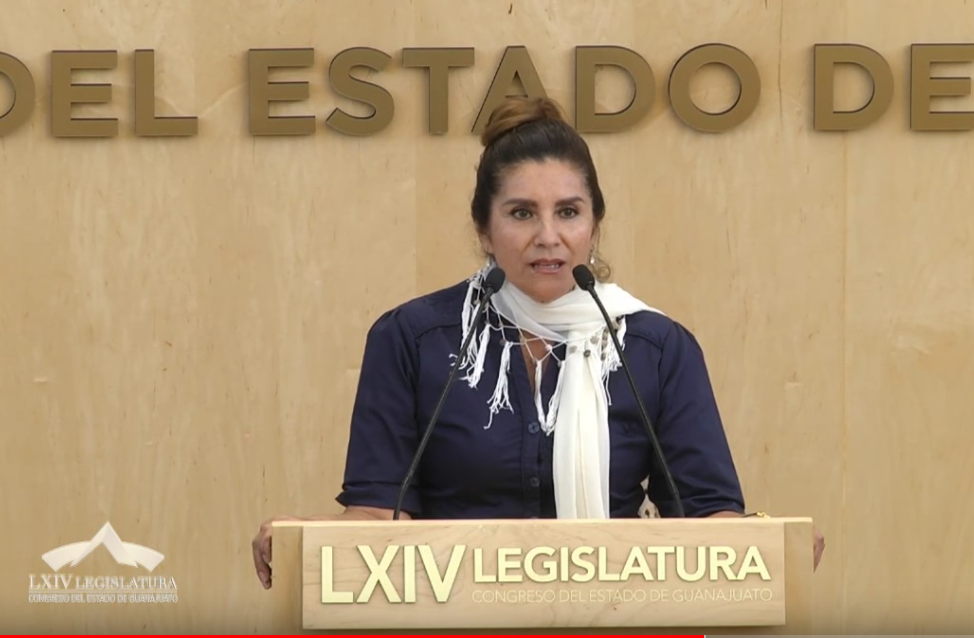 DEL ESTADO DE
LXIV LEGISLATURA
CONGRESO DEL ESTADO DE GUANAJUATO
LXIV LEGISLATURA
CONGRESO DEL ESTADO DE GUANAJUATO